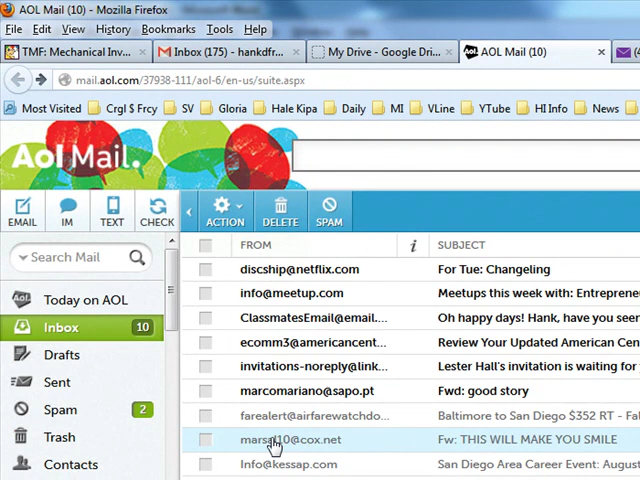 AOL Mail (10) - Mozilla Firefox
File Edit View History Bookmarks Tools Help
TMF: Mechanical Inv... Inbox (175) - hankdfr... My Drive - Google Dri... Aol. AOL Mail (10)
mail.aol.com/37938-111/aol-6/en-us/suite.aspx
Most Visited Crgl $ Frcy SV Gloria Hale Kipa Daily MI VLine YTube HI Info News
Aol Mail.
EMAIL IM TEXT CHECK ACTION DELETE SPAM
Search Mail FROM i SUBJECT
discship@netflix.com For Tue: Changeling
Aol. Today on AOL info@meetup.com Meetups this week with: Entreprene
Inbox 10 ClassmatesEmail@email.... Oh happy days! Hank, have you seen
Drafts ecomm3@americancent... Review Your Updated American Cen
Sent invitations-noreply@link... Lester Hall's invitation is waiting for
Spam 2 marcomariano@sapo.pt Fwd: good story
farealert@airfarewatchdo... Baltimore to San Diego $352 RT - Fal
Trash Fw: THIS WILL MAKE YOU SMILE
Contacts Info@kessap.com San Diego Area Career Event: August